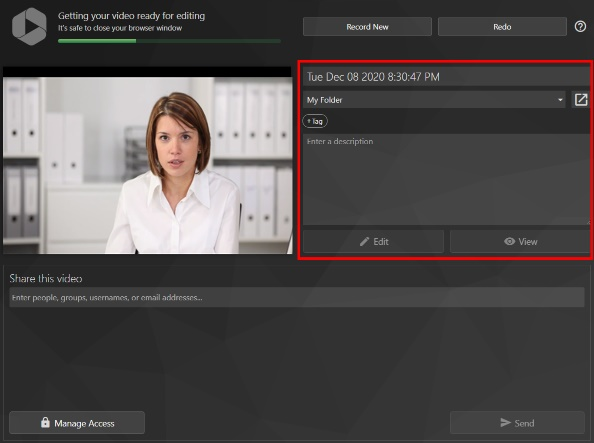 Getting your video ready for editing
It's safe to close your browser window
Record New
Redo
Tue Dec 08 2020 8:30:47 PM
My Folder
+ Tag
Enter a description
Edit
View
Share this video
Enter people, groups, usernames, or email addresses...
Manage Access
Send